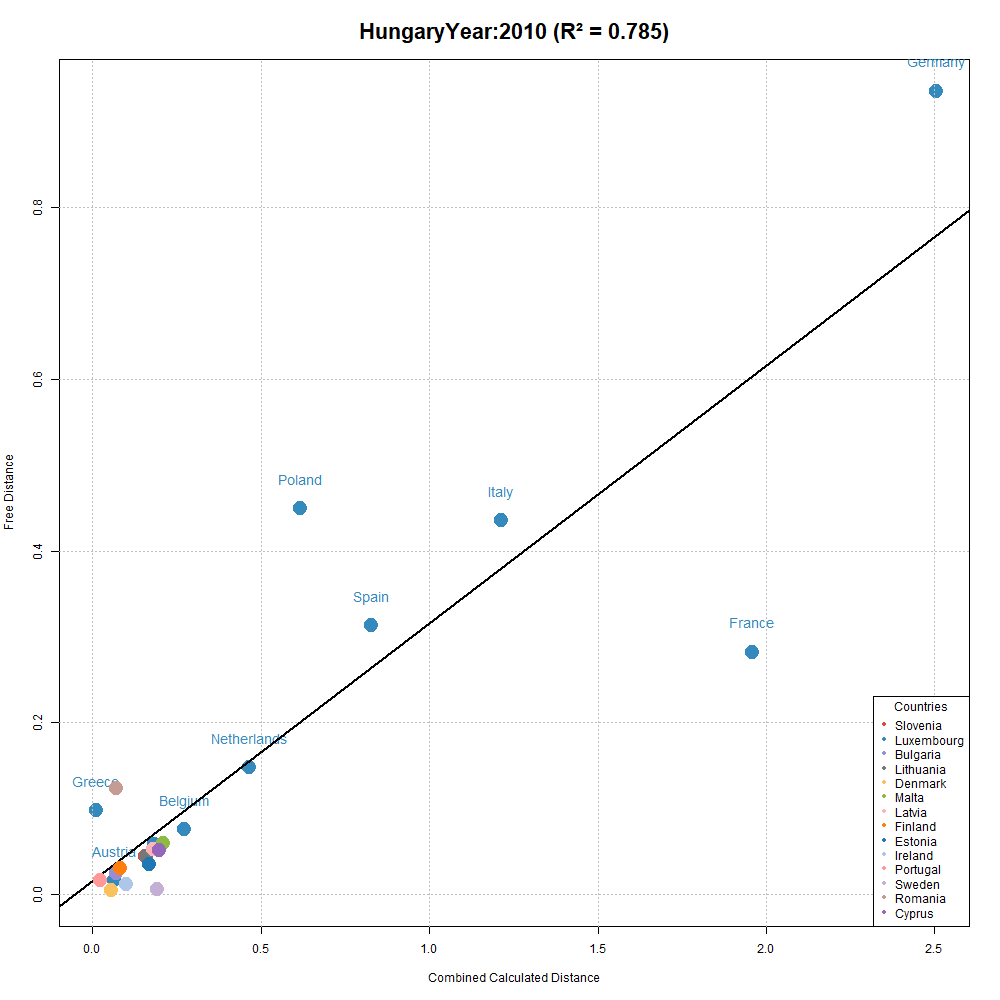 HungaryYear:2010 (R² = 0.785)
Germany
0.8
0.6
Poland
Italy
Free Distance
0.4
Spain
France
Countries
0.2
Slovenia
Netherlands
Luxembourg
Bulgaria
Lithuania
Greece
Denmark
Belgium
Malta
Latvia
Finland
Estonia
Austria
Ireland
Portugal
Sweden
0.0
Romania
Cyprus
0.0 0.5 1.0 1.5 2.0 2.5
Combined Calculated Distance